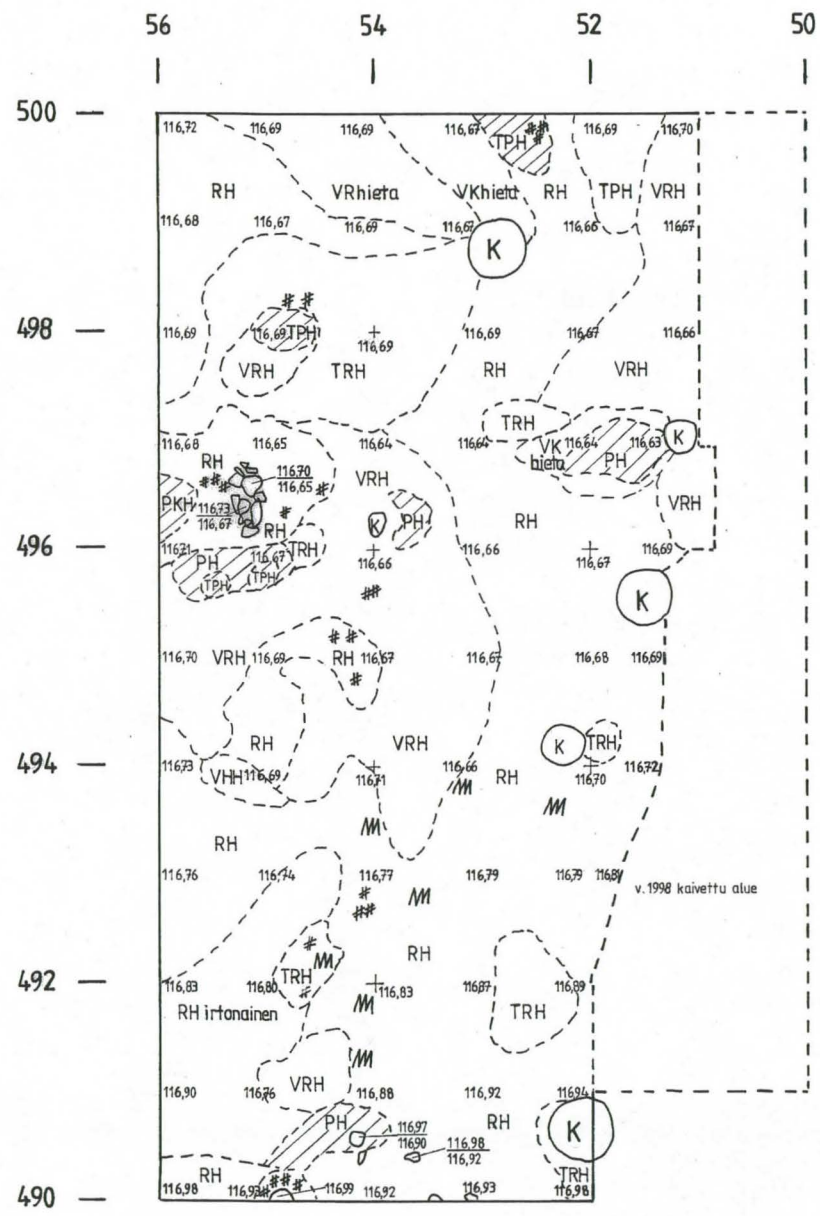 56 54 52 50
500
116,72 116,69 116,69 116,67 116,69 116,70
TPH
RH VRhieta VKhieta RH TPH VRH
116,68 116,67 116,69 116,67 116,66 116,67
K
498
116,69 116,69 TPH 116,69 116,69 116,67 116,66
VRH TRH RH VRH
TRH
116,68 116,65 116,64 116,64 VK 116,64 116,63 K
RH hieta PH
116,70
116,65
VRH
PKH 116,73
116,67
VRH
RH K PH RH
496
116,71 116,67 TRH 116,66 116,66 116,67 116,69
PH
TPH TPH
K
116,70 VRH 116,69 RH 116,67 116,67 116,68 116,69
RH VRH K TRH
494
116,73 VHH 116,69 116,71 116,66 RH 116,70 116,72
RH
116,76 116,74 116,77 116,79 116,79 116,81
v.1998 kaivettu alue
RH
492
116,83 116,80 TRH 116,83 116,87 116,89
RH irtonainen TRH
VRH
116,90 116,76 116,88 116,92 116,94
PH 116,97
116,90
RH K
116,98
116,92
RH TRH
490
116,98 116,93 116,99 116,92 116,93 116,98